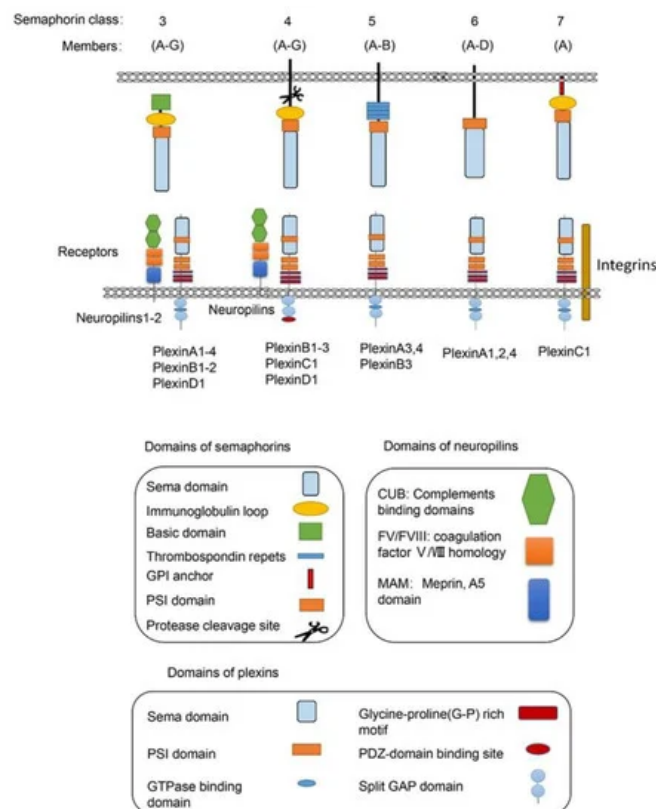 Semaphorin class: 3 4 5 6 7
Members: (A-G) (A-G) (A-B) (A-D) (A)
Receptors
Integrins
Neuropilins1-2
Neuropilins
PlexinA1-4
PlexinB1-2
PlexinD1
PlexinB1-3
PlexinC1
PlexinD1
PlexinA3,4
PlexinB3
PlexinA1,2,4
PlexinC1
Domains of semaphorins
Sema domain
Immunoglobulin loop
Basic domain
Thrombospondin repets
GPI anchor
PSI domain
Protease cleavage site
Domains of neuropilins
CUB: Complements
binding domains
FV/FVIII: coagulation
factor Ⅴ/Ⅷ homology
MAM: Meprin, A5
domain
Domains of plexins
Sema domain
PSI domain
GTPase binding
domain
Glycine-proline(G-P) rich
motif
PDZ-domain binding site
Split GAP domain